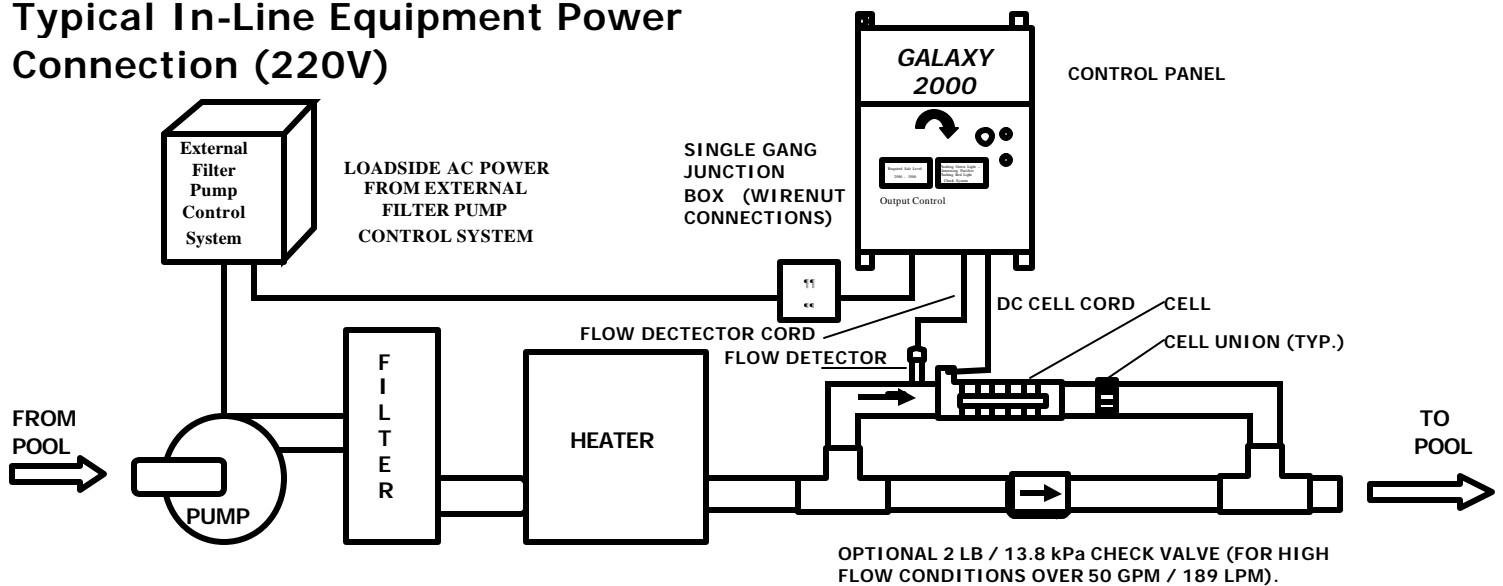 Typical In-Line Equipment Power
Connection (220V)
GALAXY
2000
CONTROL PANEL
External
Filter
Pump
Control
System
LOADSIDE AC POWER
FROM EXTERNAL
FILTER PUMP
CONTROL SYSTEM
SINGLE GANG
JUNCTION
BOX (WIRENUT
CONNECTIONS)
Required Salt Level
Output Control
FLOW DECTECTOR CORD
DC CELL CORD
CELL
FLOW DETECTOR
CELL UNION (TYP.)
FROM
POOL
PUMP
F
I
L
T
E
R
HEATER
TO
POOL
OPTIONAL 2 LB / 13.8 kPa CHECK VALVE (FOR HIGH
FLOW CONDITIONS OVER 50 GPM / 189 LPM).